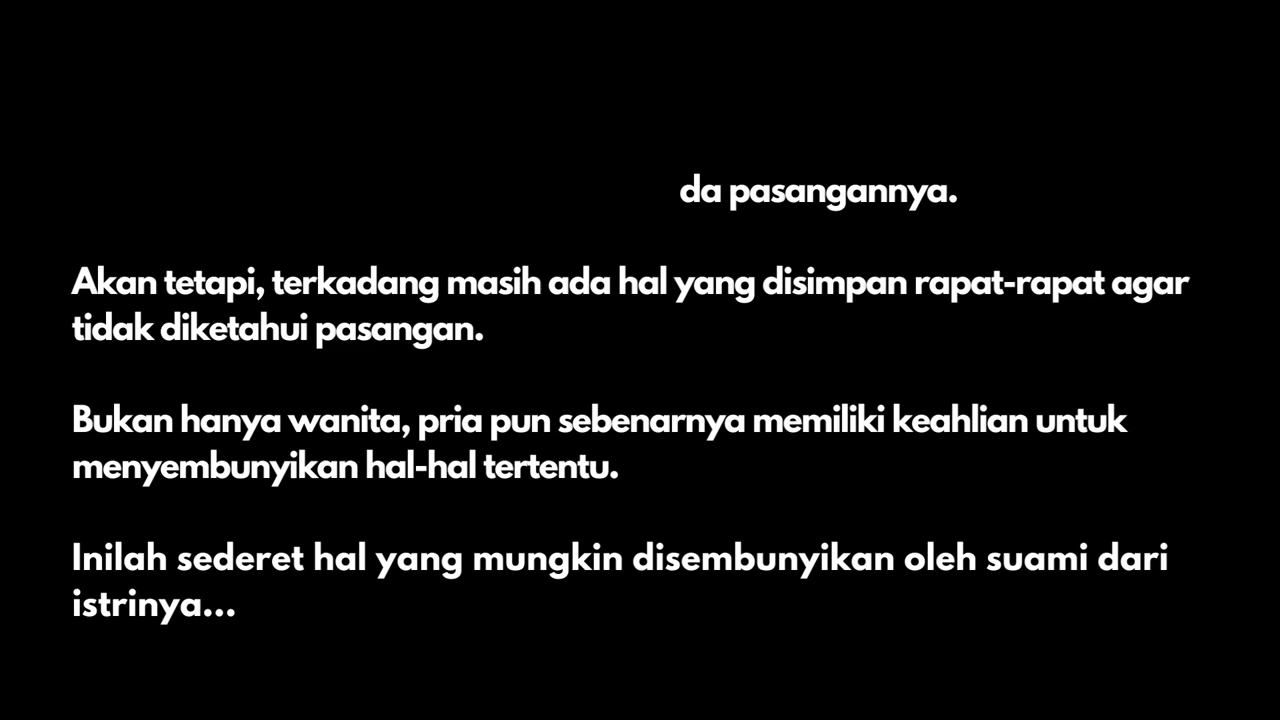 da pasangannya.
Akan tetapi, terkadang masih ada hal yang disimpan rapat-rapat agar
tidak diketahui pasangan.
Bukan hanya wanita, pria pun sebenarnya memiliki keahlian untuk
menyembunyikan hal-hal tertentu.
Inilah sederet hal yang mungkin disembunyikan oleh suami dari
istrinya...